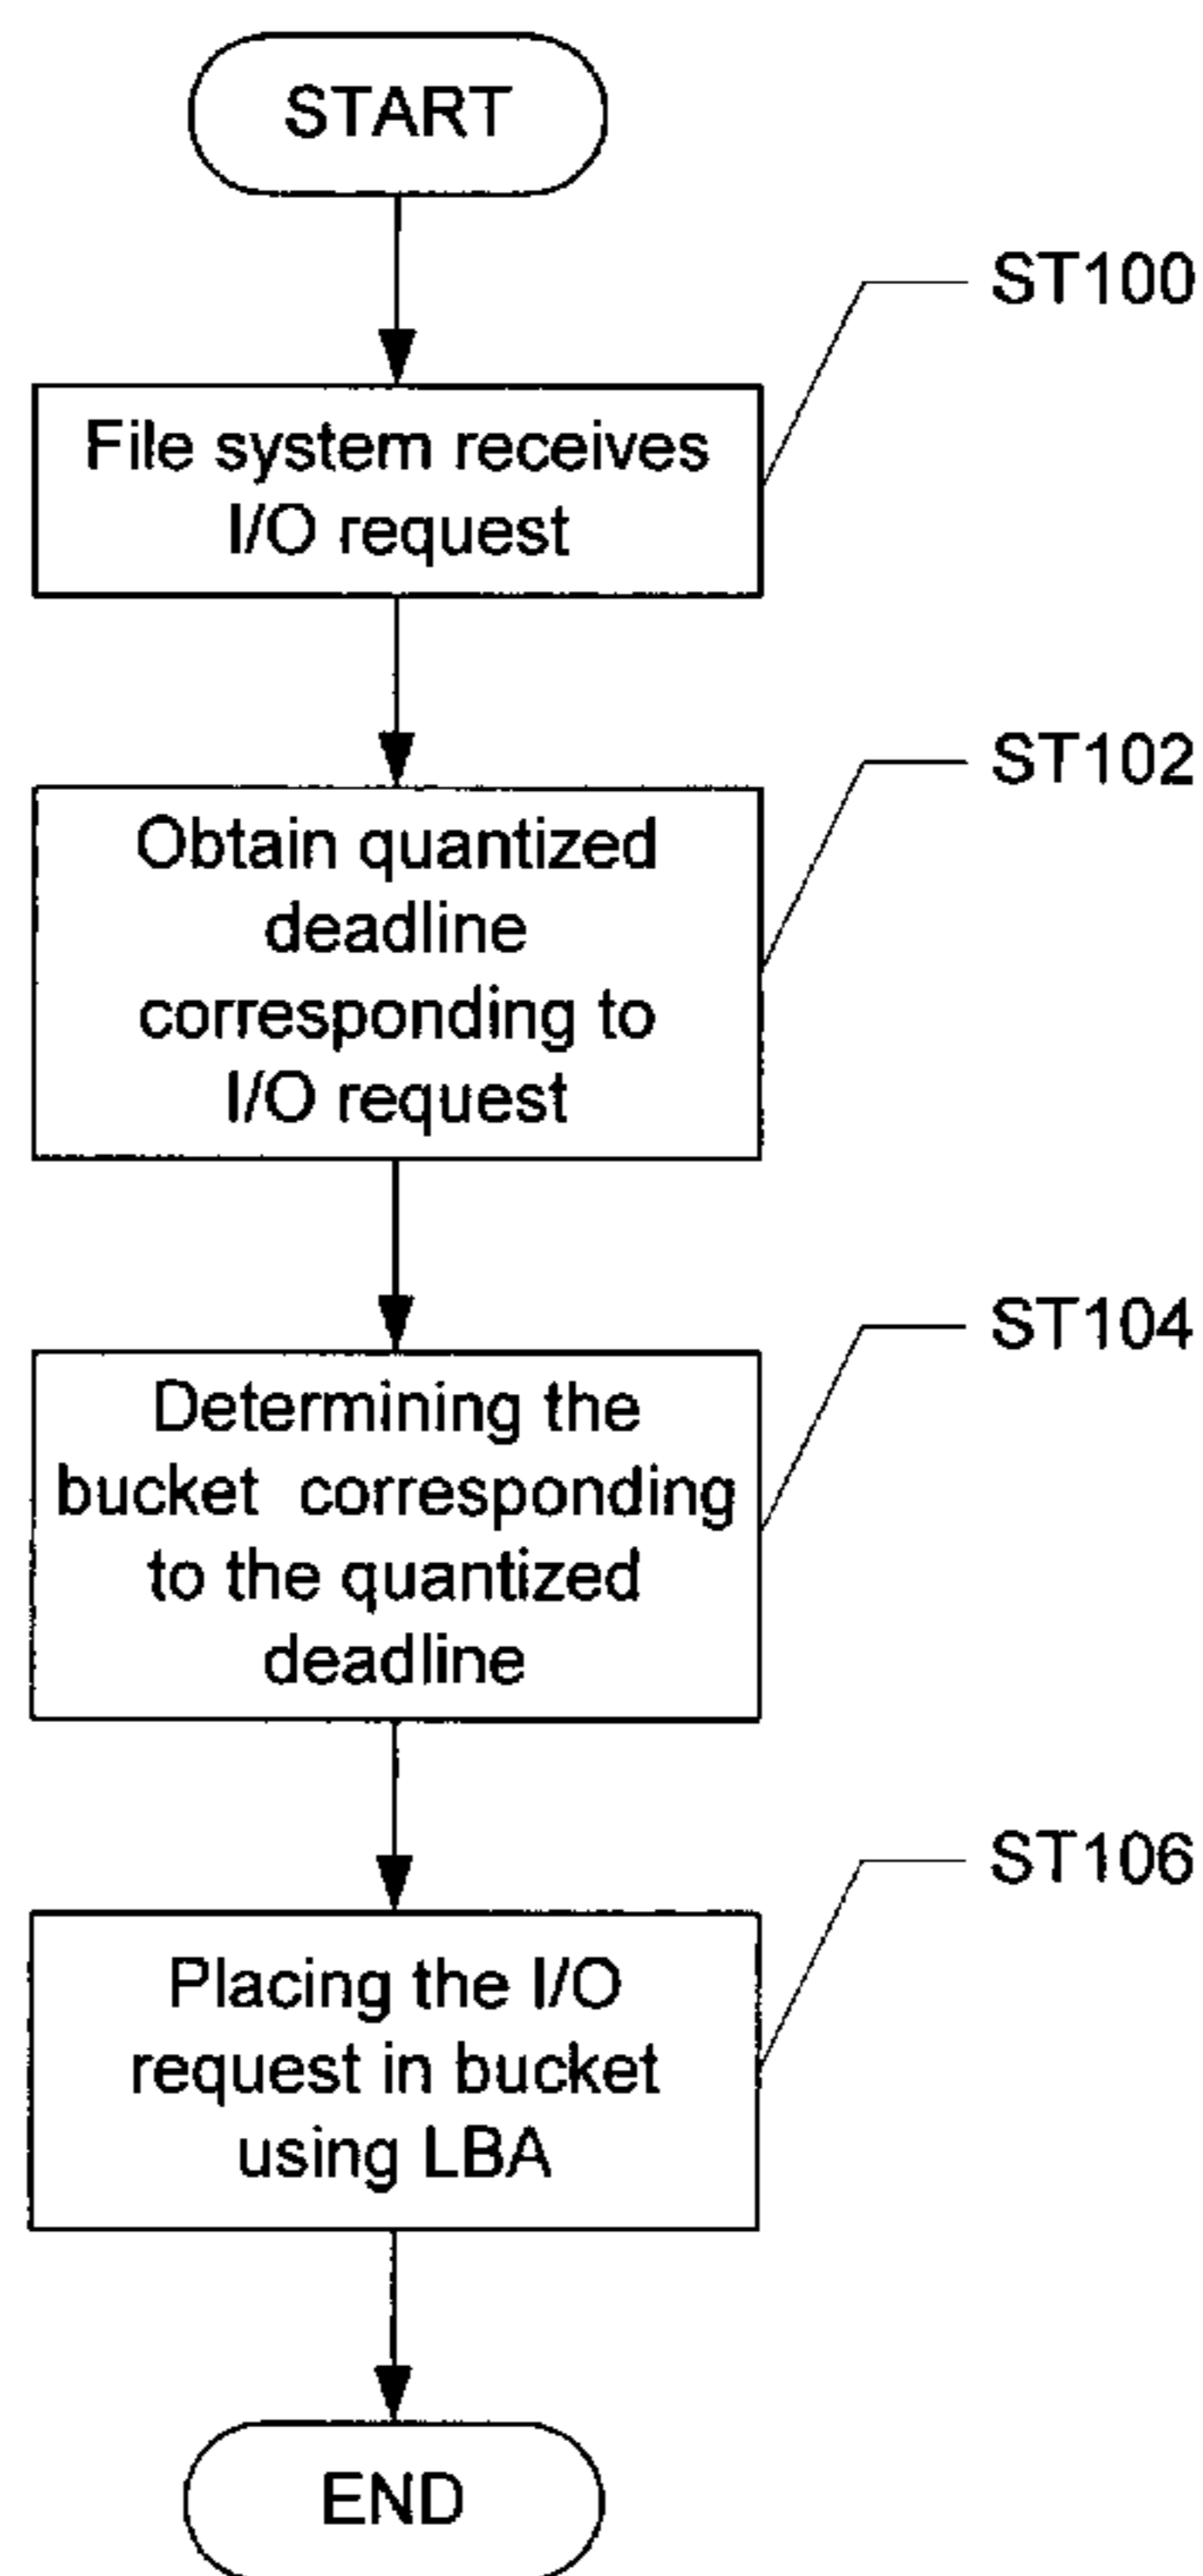 START
ST100
File system receives
I/O request
ST102
Obtain quantized
deadline
corresponding to
I/O request
ST104
Determining the
bucket corresponding
to the quantized
deadline
ST106
Placing the I/O
request in bucket
using LBA
END